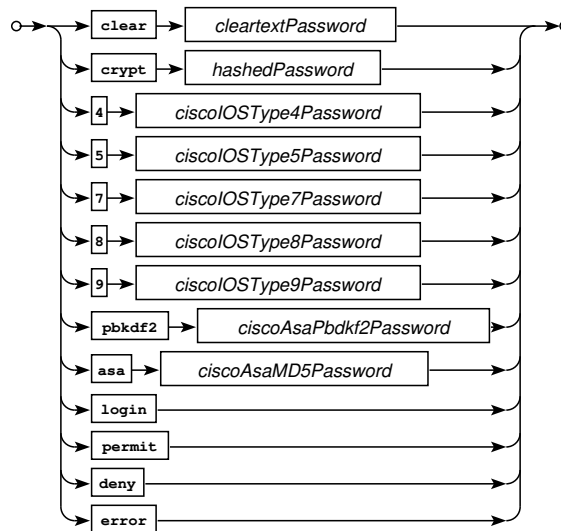 clear cleartextPassword
crypt hashedPassword
4 ciscoIOSType4Password
5 ciscoIOSType5Password
7 ciscoIOSType7Password
8 ciscoIOSType8Password
9 ciscoIOSType9Password
pbkdf2 ciscoAsaPbdkf2Password
asa ciscoAsaMD5Password
login
permit
deny
error